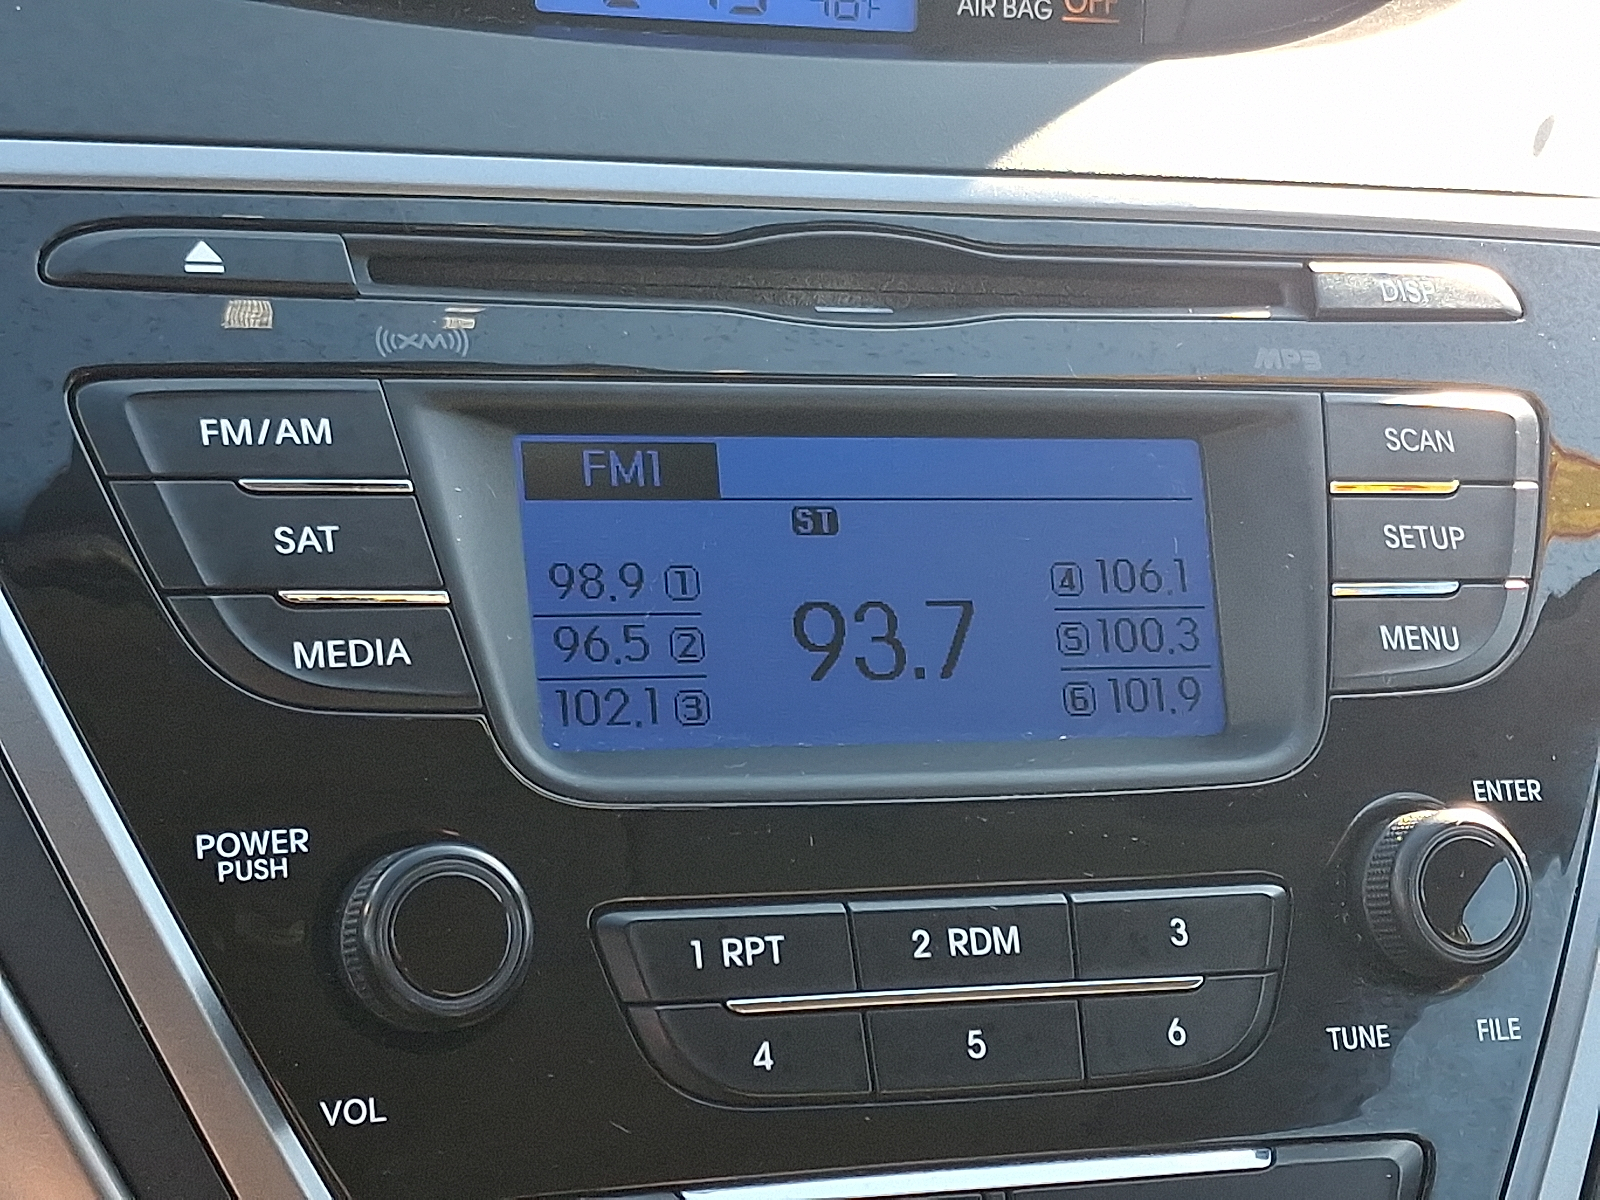 AIR BAG OFF
DISP
(((XM)))
MP3
FM/AM
SCAN
FM1
ST
SAT
SETUP
98.9 1
4 106.1
93.7
96.5 2
5 100.3
MEDIA
MENU
102.1 3
6 101.9
ENTER
POWER
PUSH
1 RPT
2 RDM
3
4
5
6
TUNE
FILE
VOL